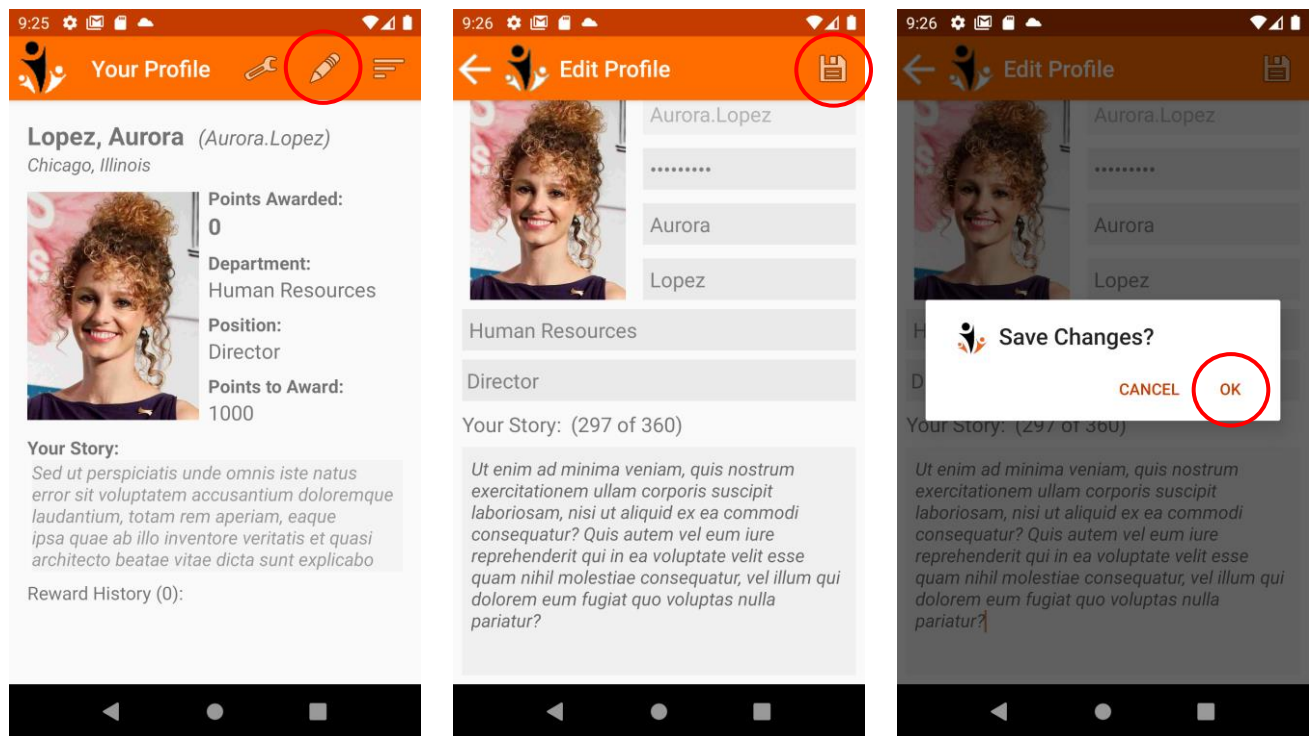 9:25
Your Profile
Lopez, Aurora (Aurora.Lopez)
Chicago, Illinois
Points Awarded:
0
Department:
Human Resources
Position:
Director
Points to Award:
1000
Your Story:
Sed ut perspiciatis unde omnis iste natus
error sit voluptatem accusantium doloremque
laudantium, totam rem aperiam, eaque
ipsa quae ab illo inventore veritatis et quasi
architecto beatae vitae dicta sunt explicabo
Reward History (0):
9:26
Edit Profile
Aurora.Lopez
•••••••••
Aurora
Lopez
Human Resources
Director
Your Story: (297 of 360)
Ut enim ad minima veniam, quis nostrum
exercitationem ullam corporis suscipit
laboriosam, nisi ut aliquid ex ea commodi
consequatur? Quis autem vel eum iure
reprehenderit qui in ea voluptate velit esse
quam nihil molestiae consequatur, vel illum qui
dolorem eum fugiat quo voluptas nulla
pariatur?
9:26
Edit Profile
Aurora.Lopez
•••••••••
Aurora
Lopez
H
Save Changes?
D
CANCEL OK
Your Story: (297 of 360)
Ut enim ad minima veniam, quis nostrum
exercitationem ullam corporis suscipit
laboriosam, nisi ut aliquid ex ea commodi
consequatur? Quis autem vel eum iure
reprehenderit qui in ea voluptate velit esse
quam nihil molestiae consequatur, vel illum qui
dolorem eum fugiat quo voluptas nulla
pariatur?